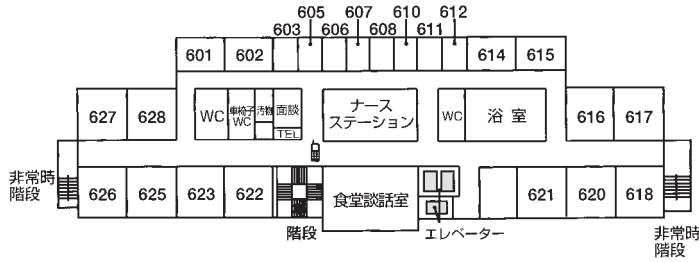 605 607 610 612
603 606 608 611
601 602 614 615
627 628
WC
車椅子
WC
汚物
面談
TEL
ナース
ステーション
WC
浴室
616 617
非常時
階段
626 625 623 622
食堂談話室
621 620 618
階段
エレベーター
非常時
階段